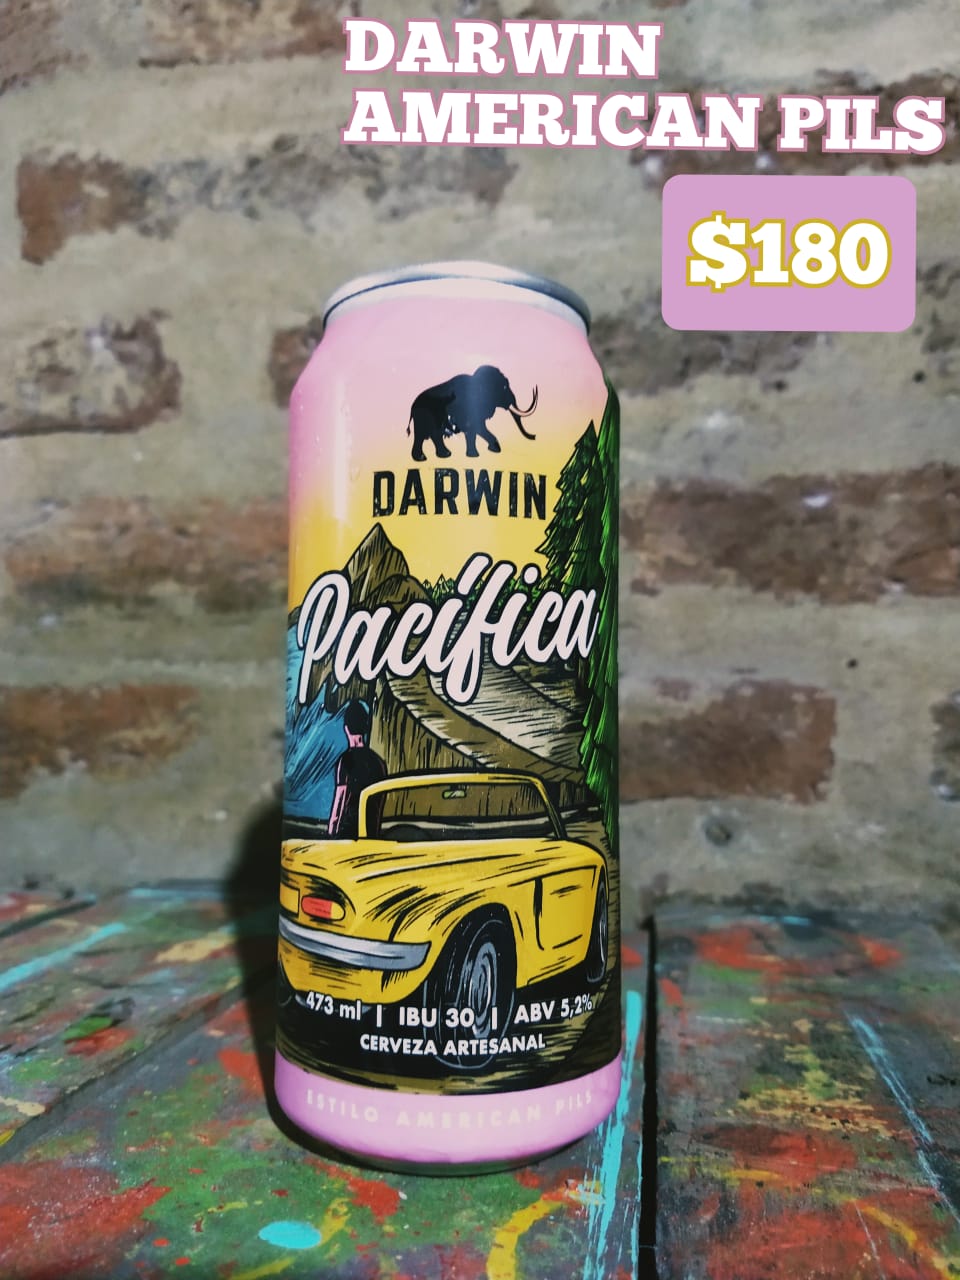 DARWIN
AMERICAN PILS
$180
DARWIN
Pacífica
473 ml | IBU 30 | ABV 5,2%
CERVEZA ARTESANAL
ESTILO AMERICAN PILS